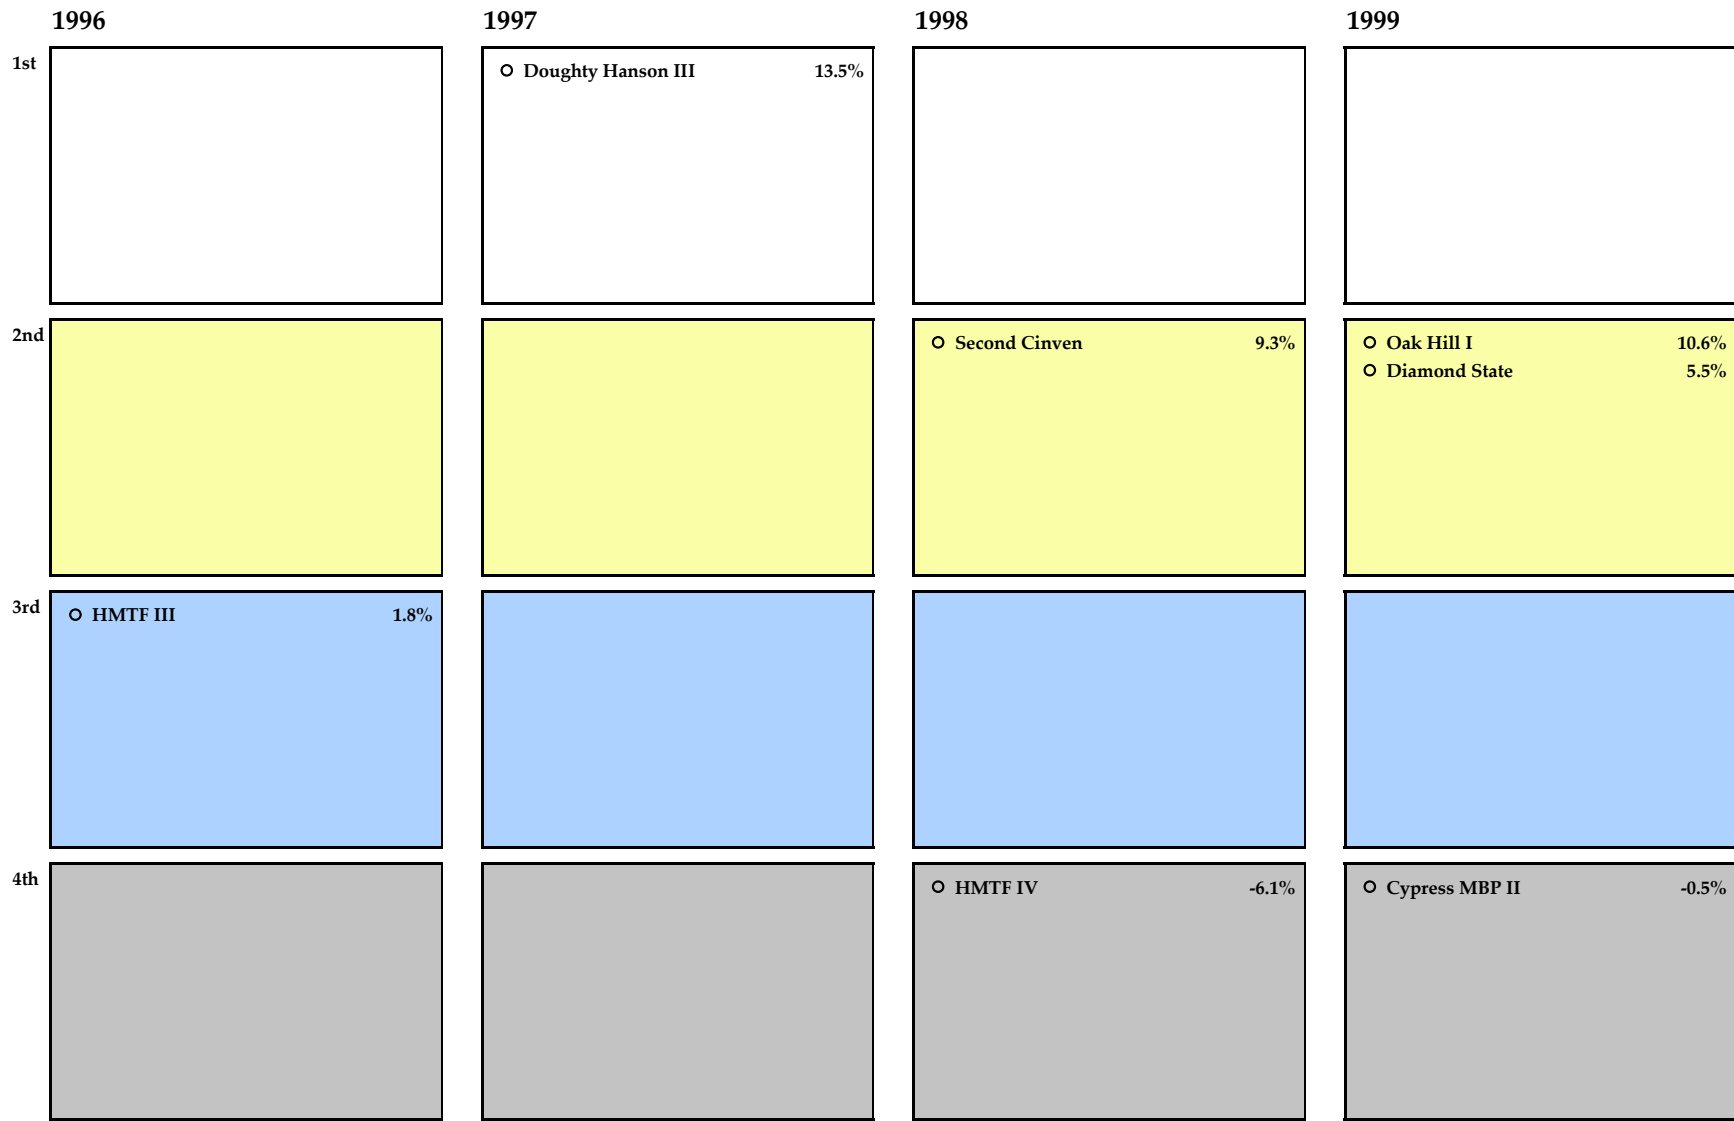 1996 1997 1998 1999
1st
Doughty Hanson III 13.5%
2nd
Second Cinven 9.3%
Oak Hill I 10.6%
Diamond State 5.5%
3rd
HMTF III 1.8%
4th
HMTF IV -6.1%
Cypress MBP II -0.5%